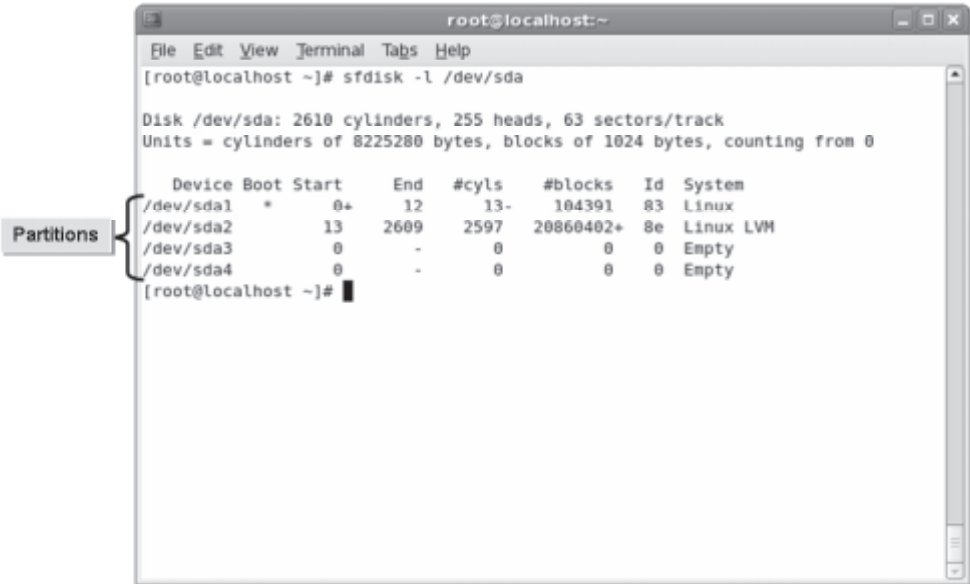 root@localhost:~
File Edit View Terminal Tabs Help
[root@localhost ~]# sfdisk -l /dev/sda
Disk /dev/sda: 2610 cylinders, 255 heads, 63 sectors/track
Units = cylinders of 8225280 bytes, blocks of 1024 bytes, counting from 0
Device Boot Start End #cyls #blocks Id System
/dev/sda1 * 0+ 12 13- 104391 83 Linux
/dev/sda2 13 2609 2597 20860402+ 8e Linux LVM
/dev/sda3 0 - 0 0 0 Empty
/dev/sda4 0 - 0 0 0 Empty
[root@localhost ~]#
Partitions